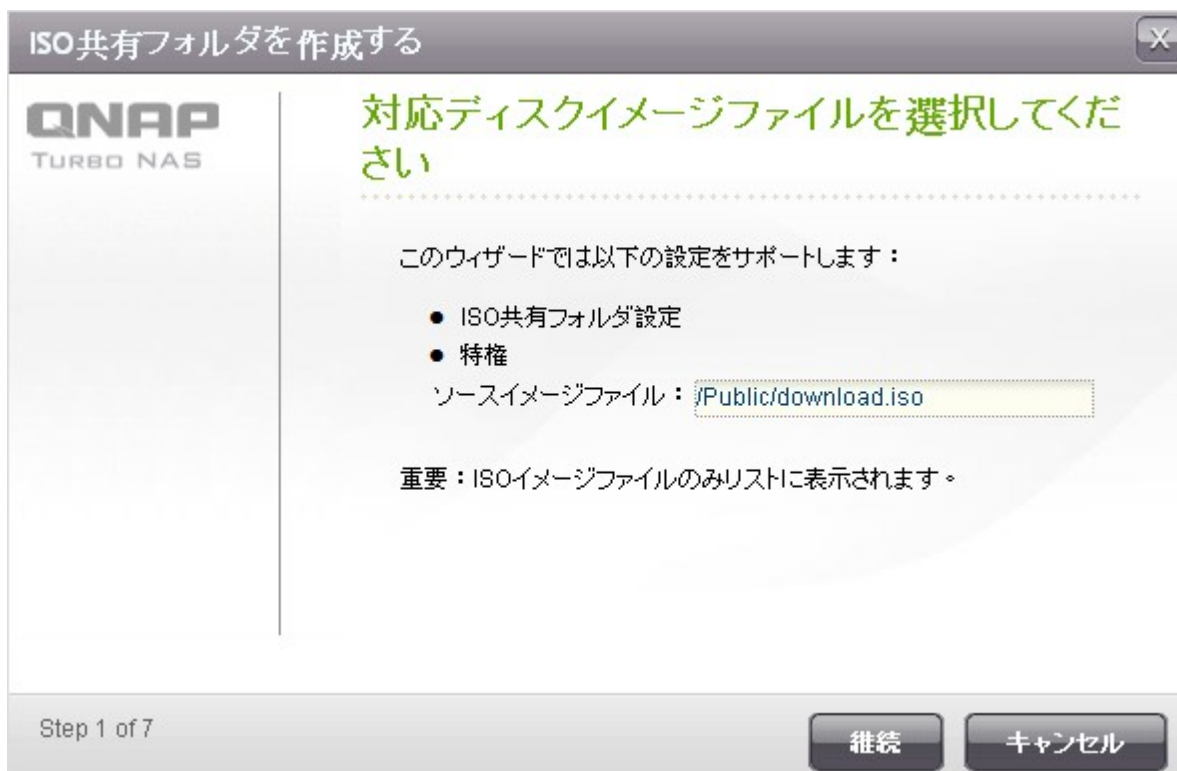 ISO共有フォルダを作成する
X
QNAP
TURBO NAS
対応ディスクイメージファイルを選択してくだ
さい
このウィザードでは以下の設定をサポートします：
● ISO共有フォルダ設定
● 特権
ソースイメージファイル： /Public/download.iso
重要：ISOイメージファイルのみリストに表示されます。
Step 1 of 7
継続
キャンセル